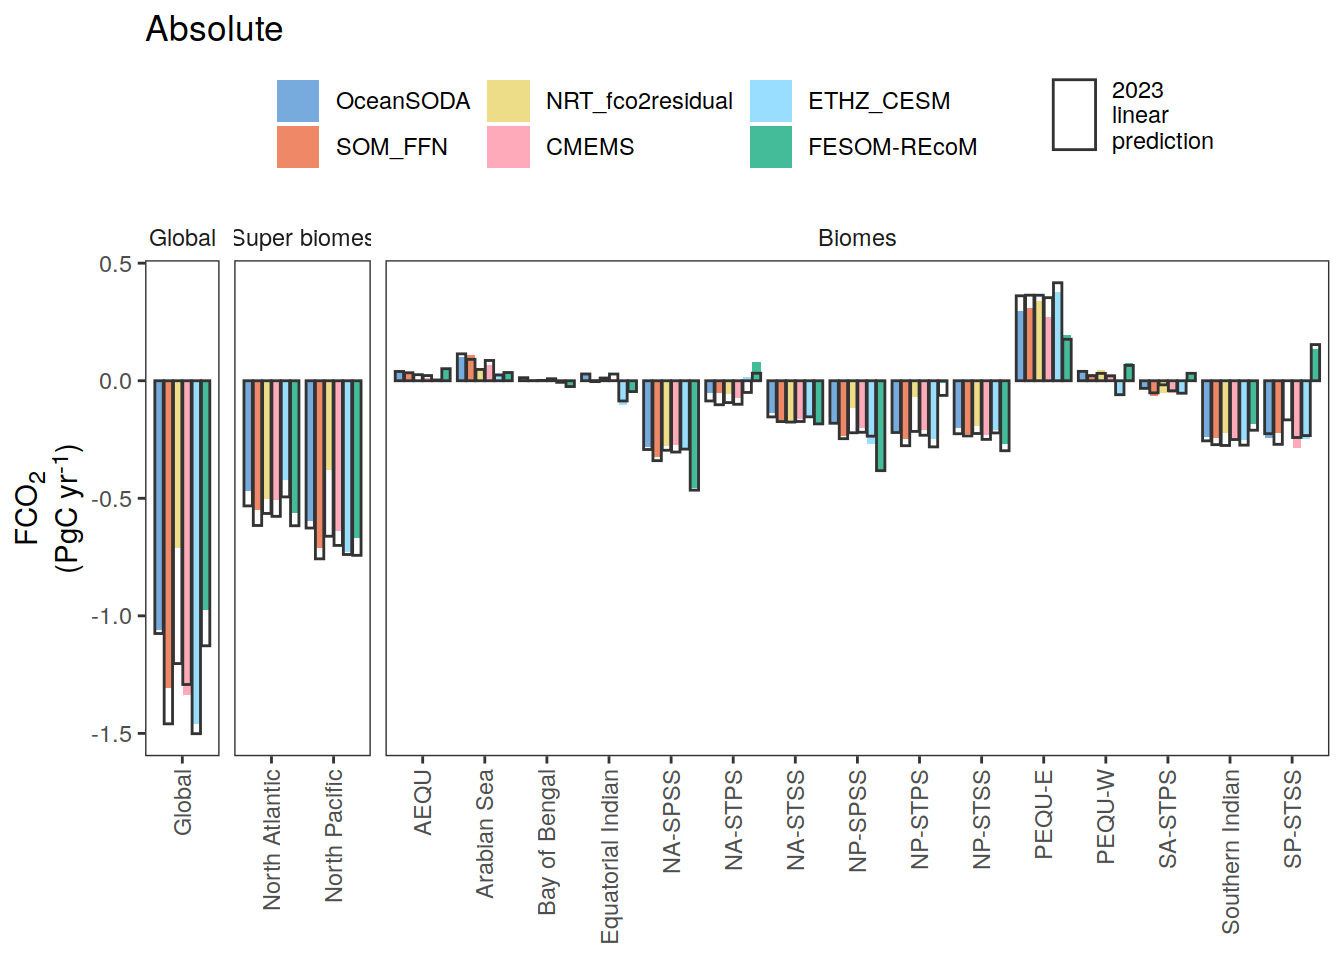 Absolute
OceanSODA
NRT_fco2residual
ETHZ_CESM
SOM_FFN
CMEMS
FESOM-REcoM
2023
linear
prediction
Global
Super biomes
Biomes
0.5
0.0
-0.5
-1.0
-1.5
FCO2
(PgC yr-1)
Global
North Atlantic
North Pacific
AEQU
Arabian Sea
Bay of Bengal
Equatorial Indian
NA-SPSS
NA-STPS
NA-STSS
NP-SPSS
NP-STPS
NP-STSS
PEQU-E
PEQU-W
SA-STPS
Southern Indian
SP-STSS